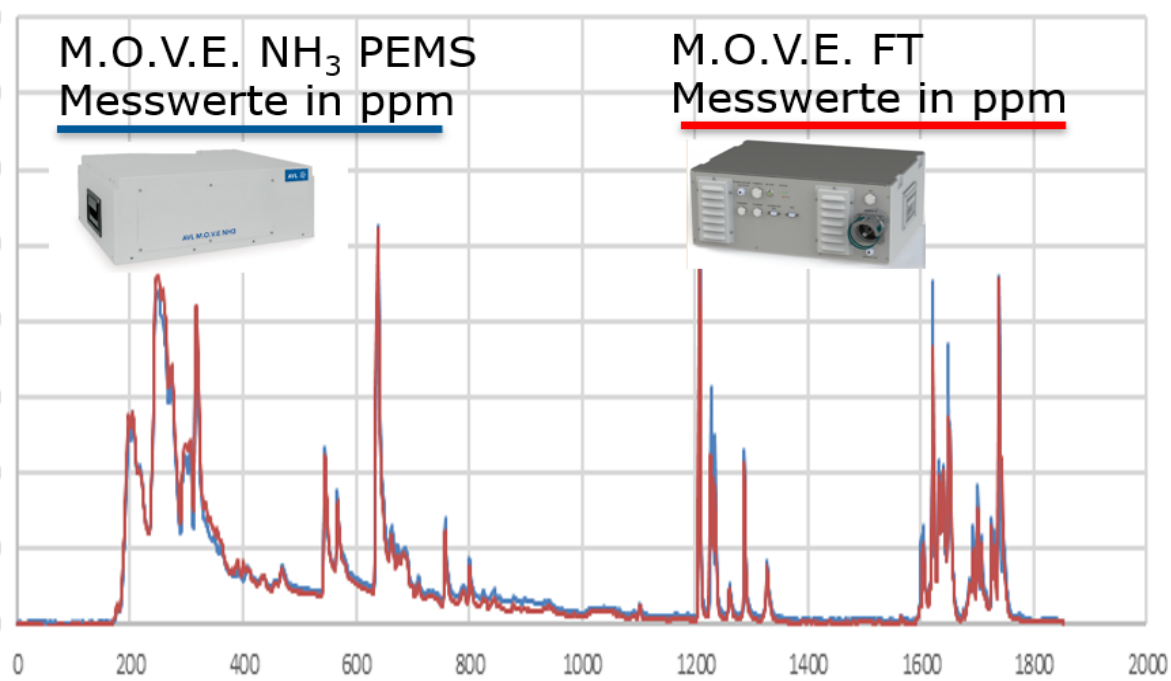 M.O.V.E. NH₃ PEMS
Messwerte in ppm
M.O.V.E. FT
Messwerte in ppm
AVL
AVL M.O.V.E NH3
0 200 400 600 800 1000 1200 1400 1600 1800 2000